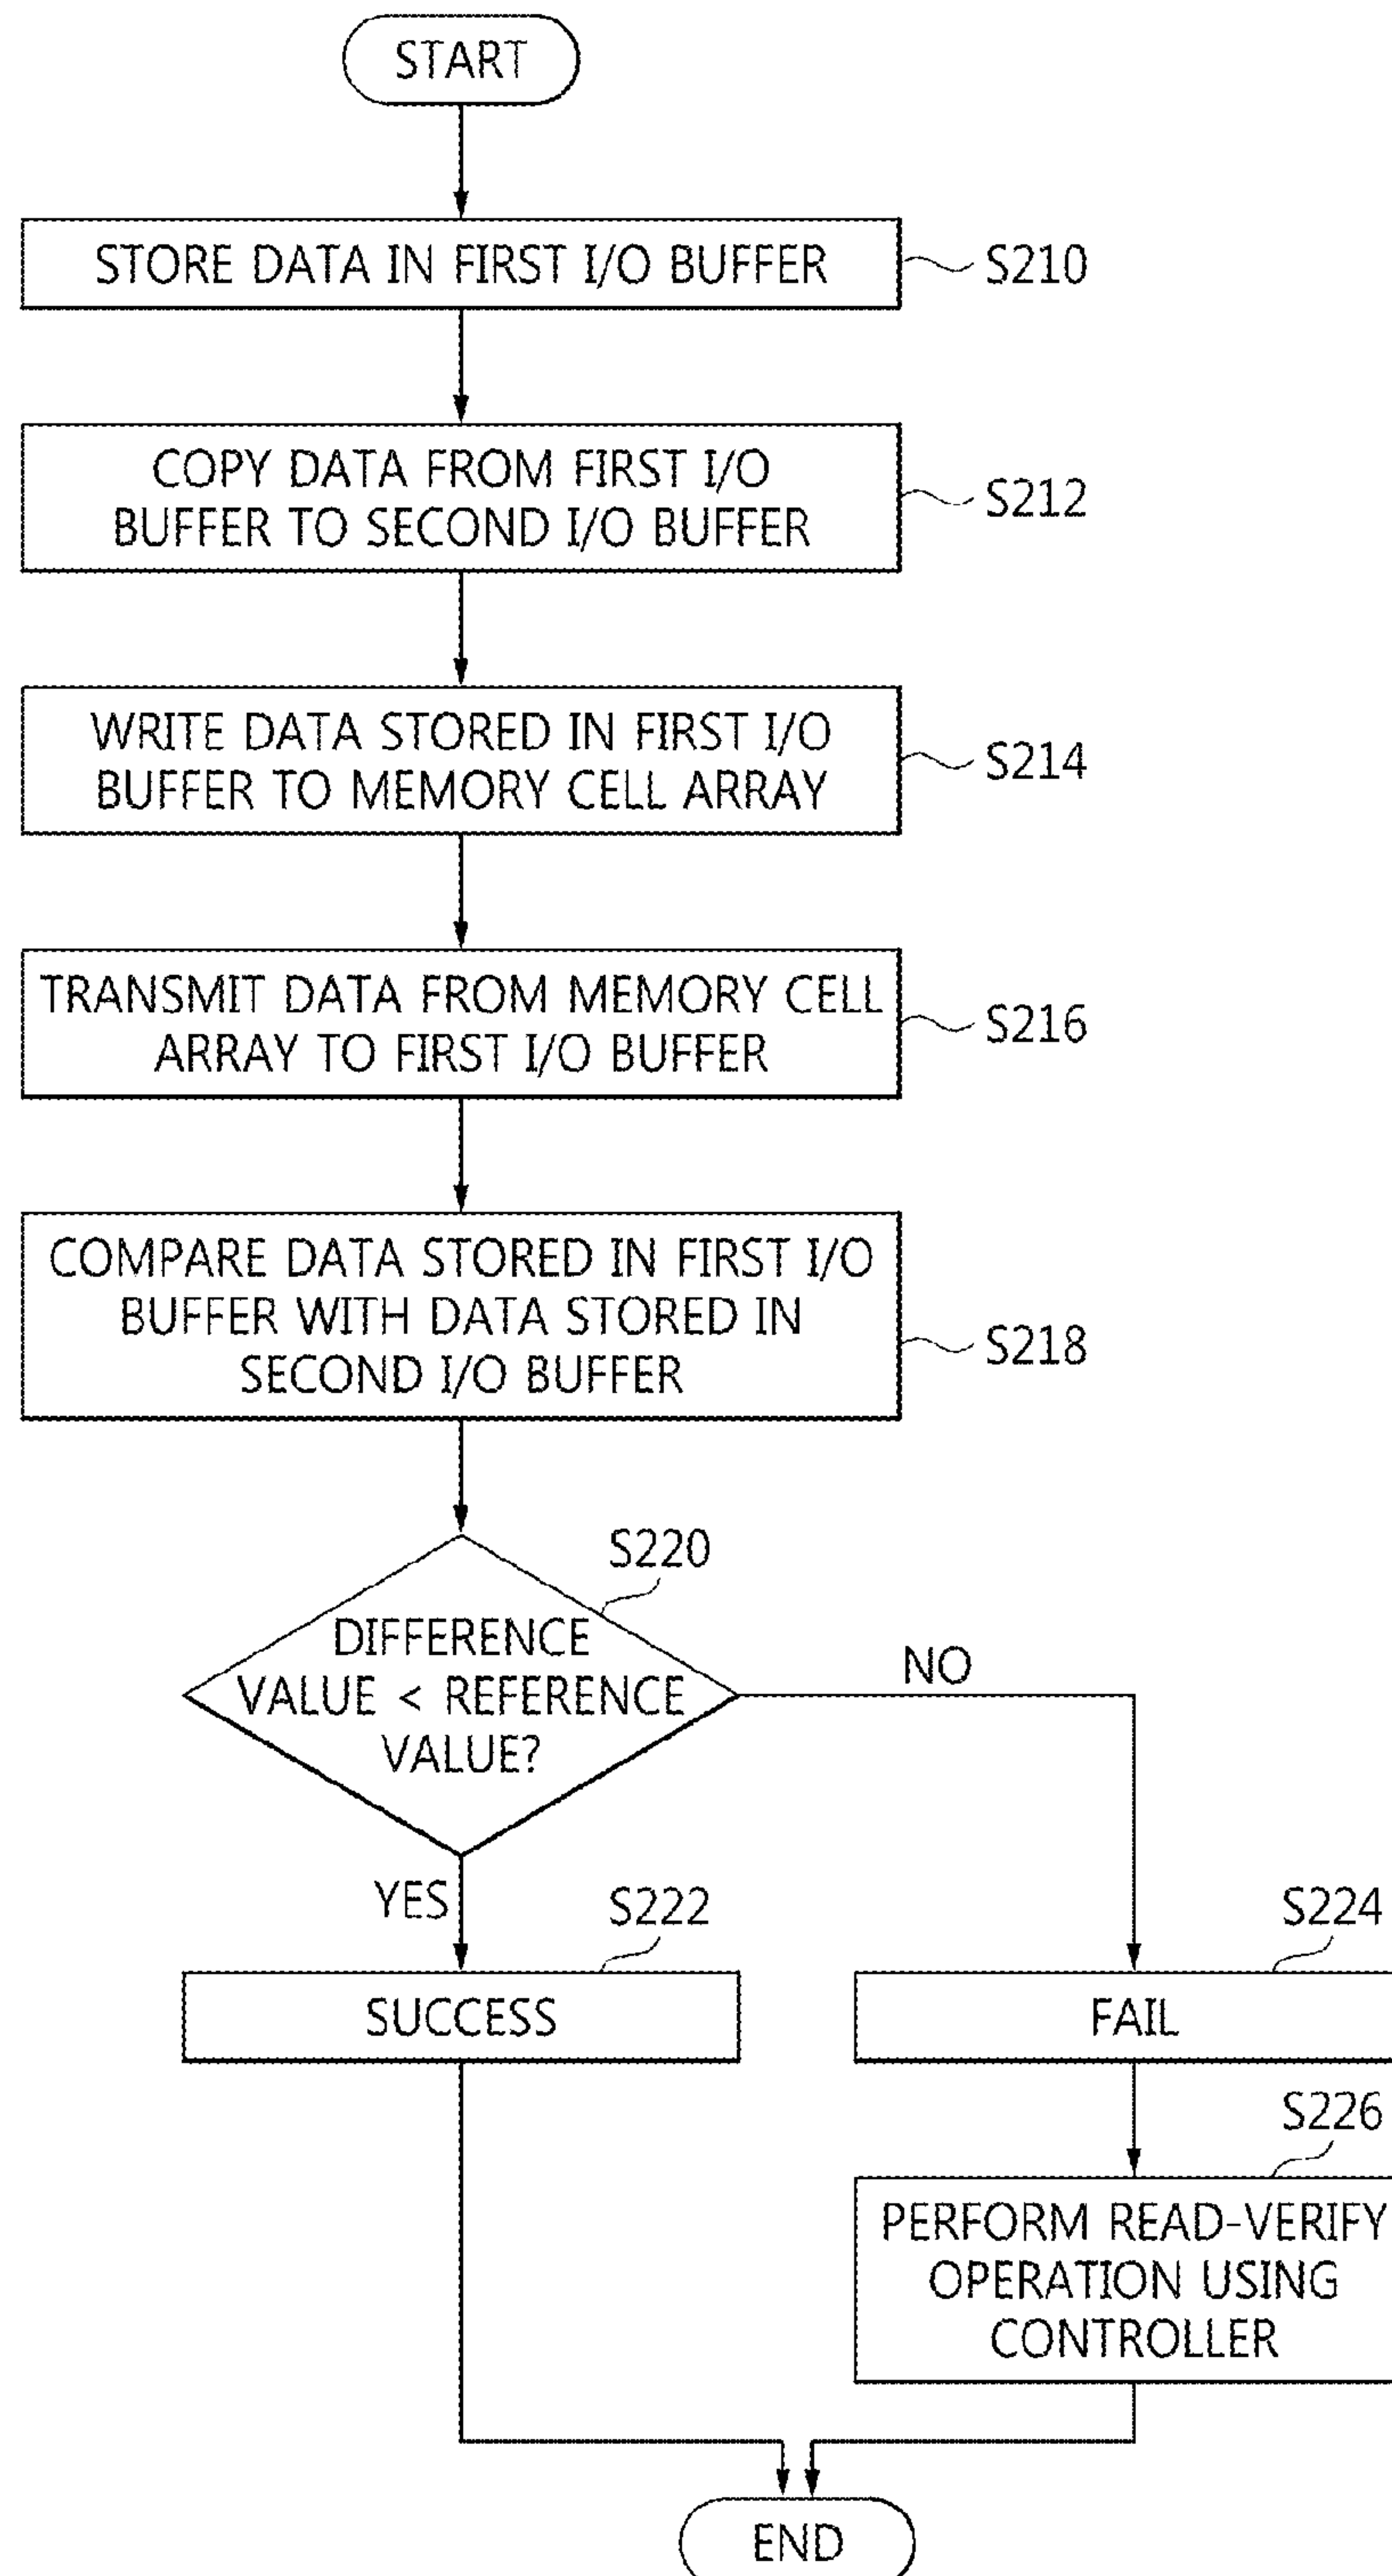 START
STORE DATA IN FIRST I/O BUFFER
S210
COPY DATA FROM FIRST I/O
BUFFER TO SECOND I/O BUFFER
S212
WRITE DATA STORED IN FIRST I/O
BUFFER TO MEMORY CELL ARRAY
S214
TRANSMIT DATA FROM MEMORY CELL
ARRAY TO FIRST I/O BUFFER
S216
COMPARE DATA STORED IN FIRST I/O
BUFFER WITH DATA STORED IN
SECOND I/O BUFFER
S218
S220
DIFFERENCE
VALUE < REFERENCE
VALUE?
NO
YES
S222
SUCCESS
S224
FAIL
S226
PERFORM READ-VERIFY
OPERATION USING
CONTROLLER
END